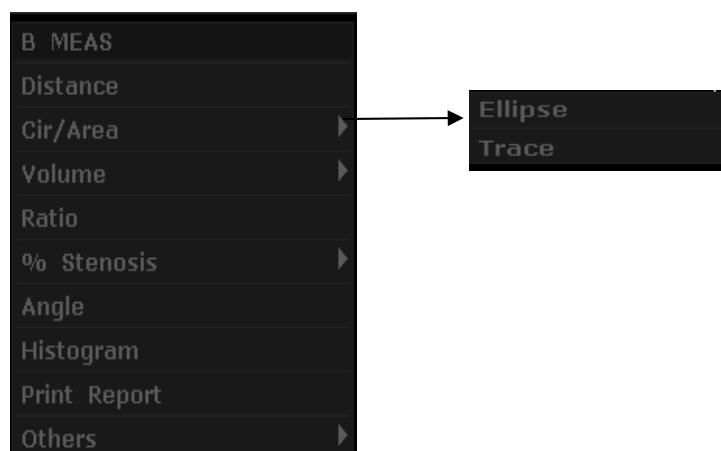 B MEAS
Distance
Cir/Area
Volume
Ratio
% Stenosis
Angle
Histogram
Print Report
Others
Ellipse
Trace